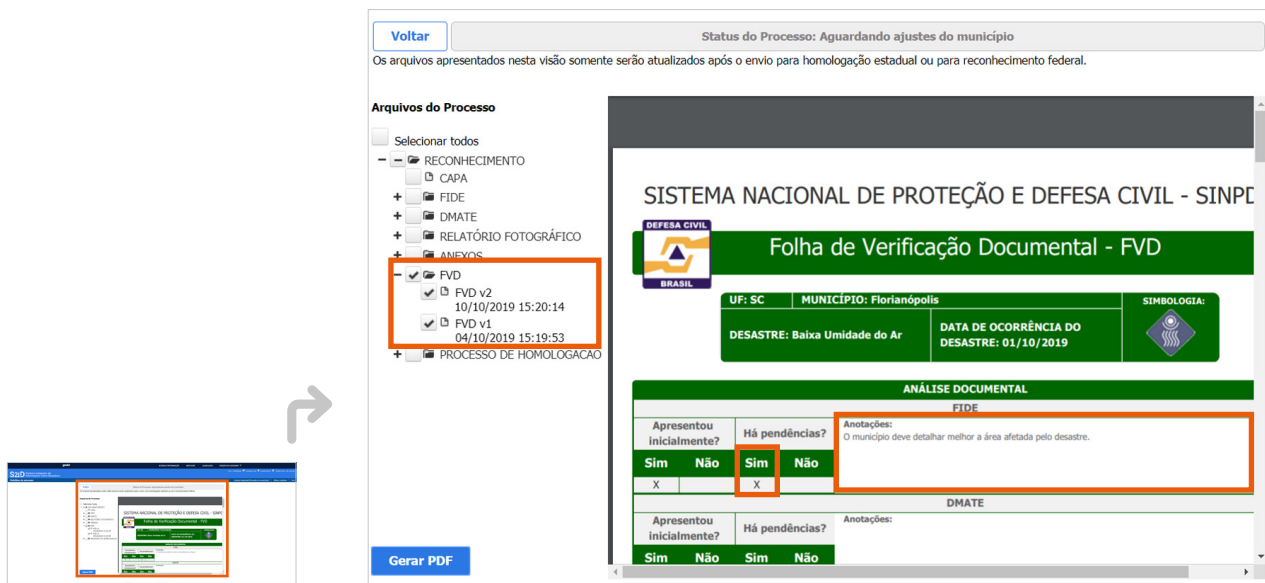 Voltar
Status do Processo: Aguardando ajustes do município
Os arquivos apresentados nesta visão somente serão atualizados após o envio para homologação estadual ou para reconhecimento federal.
Arquivos do Processo
Selecionar todos
RECONHECIMENTO
CAPA
FIDE
DMATE
RELATÓRIO FOTOGRÁFICO
ANEXOS
FVD
FVD v2
10/10/2019 15:20:14
FVD v1
04/10/2019 15:19:53
PROCESSO DE HOMOLOGACAO
Gerar PDF
SISTEMA NACIONAL DE PROTEÇÃO E DEFESA CIVIL - SINPD
DEFESA CIVIL
BRASIL
Folha de Verificação Documental - FVD
UF: SC MUNICÍPIO: Florianópolis SIMBOLOGIA:
DESASTRE: Baixa Umidade do Ar
DATA DE OCORRÊNCIA DO
DESASTRE: 01/10/2019
ANÁLISE DOCUMENTAL
FIDE
Apresentou
inicialmente?
Há pendências?
Anotações:
O município deve detalhar melhor a área afetada pelo desastre.
Sim Não Sim Não
X X
DMATE
Apresentou
inicialmente?
Há pendências?
Anotações:
Sim Não Sim Não
S2iD